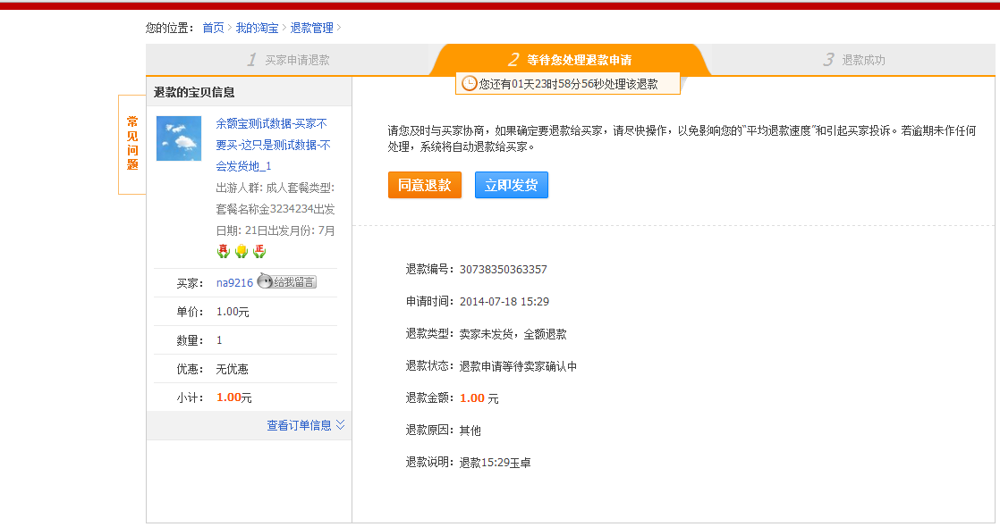 您的位置： 首页 > 我的淘宝 > 退款管理 >
1 买家申请退款
2 等待您处理退款申请
3 退款成功
您还有01天23时58分56秒处理该退款
常见问题
退款的宝贝信息
余额宝测试数据-买家不
要买-这只是测试数据-不
会发货地_1
出游人群: 成人套餐类型:
套餐名称金3234234出发
日期: 21日出发月份: 7月
真 正
买家： na9216 给我留言
单价： 1.00元
数量： 1
优惠： 无优惠
小计： 1.00元
查看订单信息
请您及时与买家协商，如果确定要退款给买家，请尽快操作，以免影响您的"平均退款速度"和引起买家投诉。若逾期未作任何
处理，系统将自动退款给买家。
同意退款 立即发货
退款编号： 30738350363357
申请时间： 2014-07-18 15:29
退款类型： 卖家未发货，全额退款
退款状态： 退款申请等待卖家确认中
退款金额： 1.00 元
退款原因： 其他
退款说明： 退款15:29玉卓